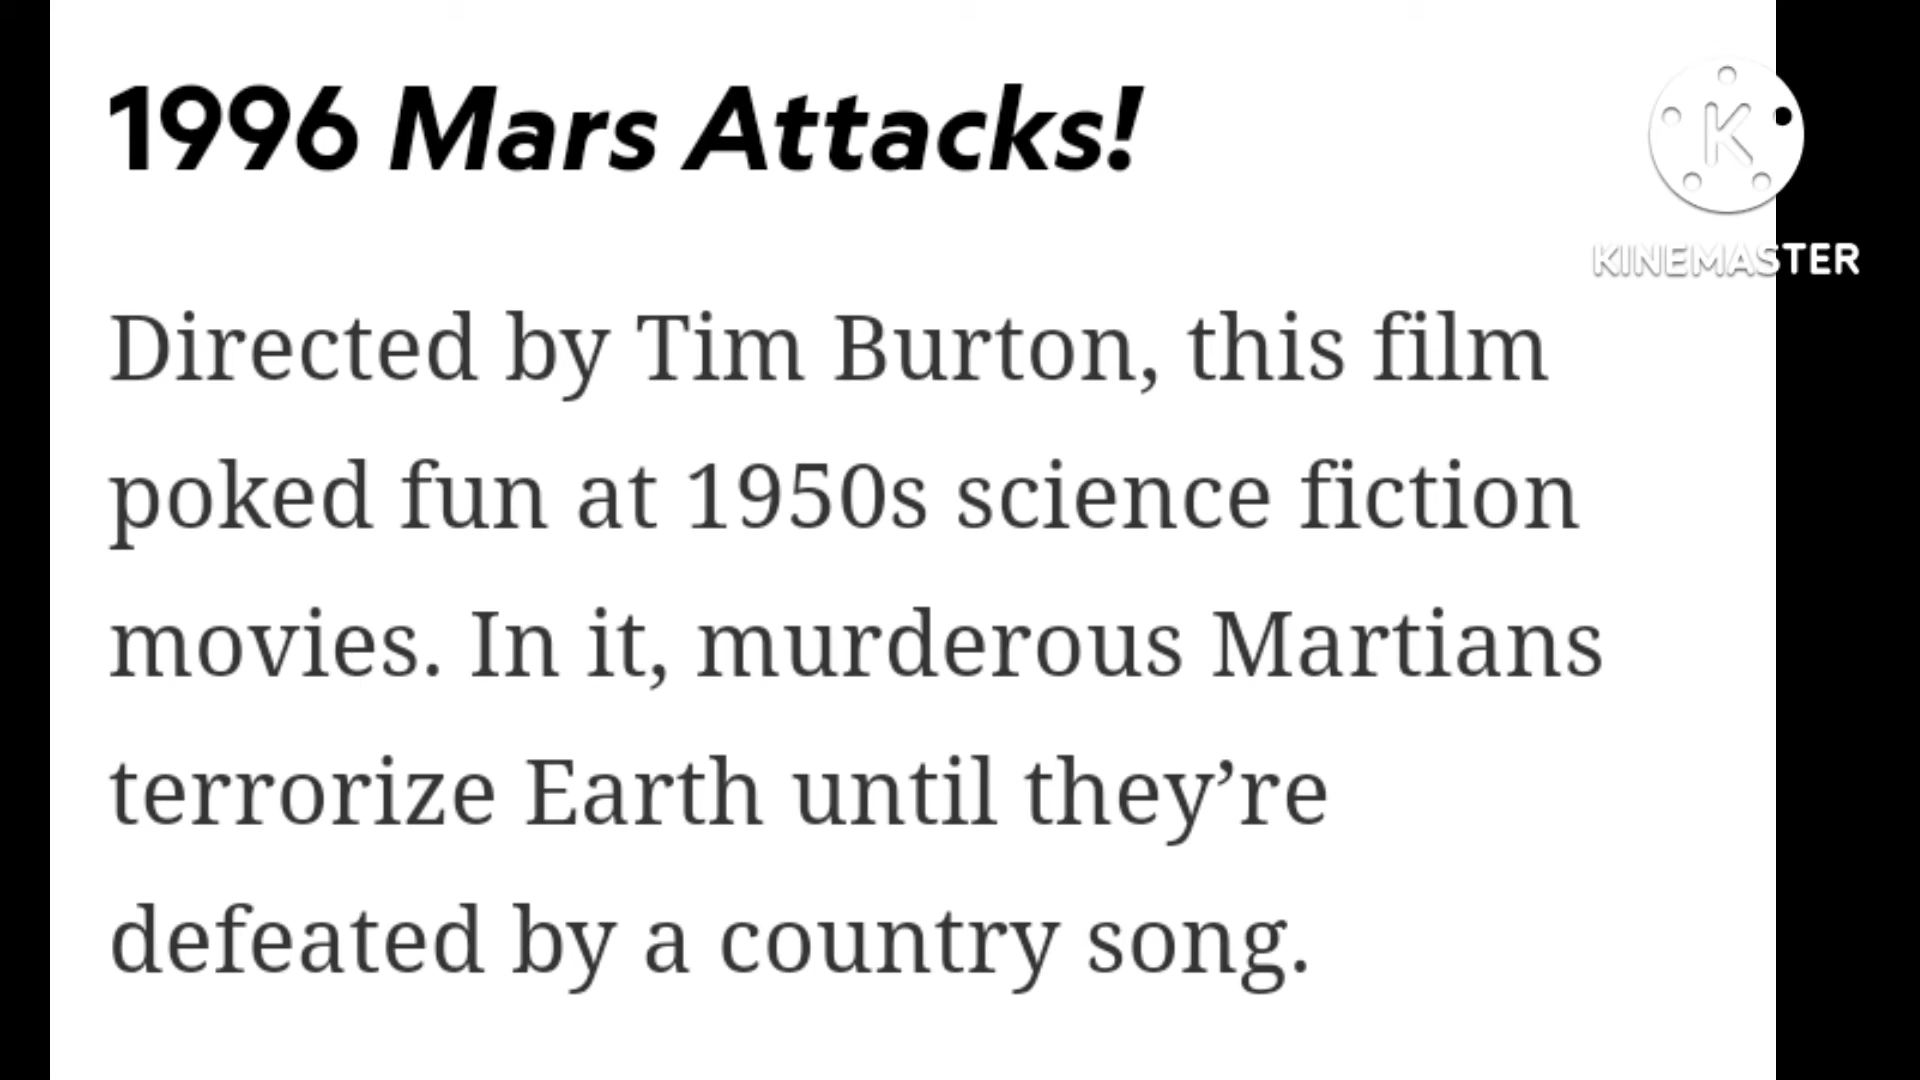 1996 Mars Attacks!
K
KINEMASTER
Directed by Tim Burton, this film
poked fun at 1950s science fiction
movies. In it, murderous Martians
terrorize Earth until they’re
defeated by a country song.